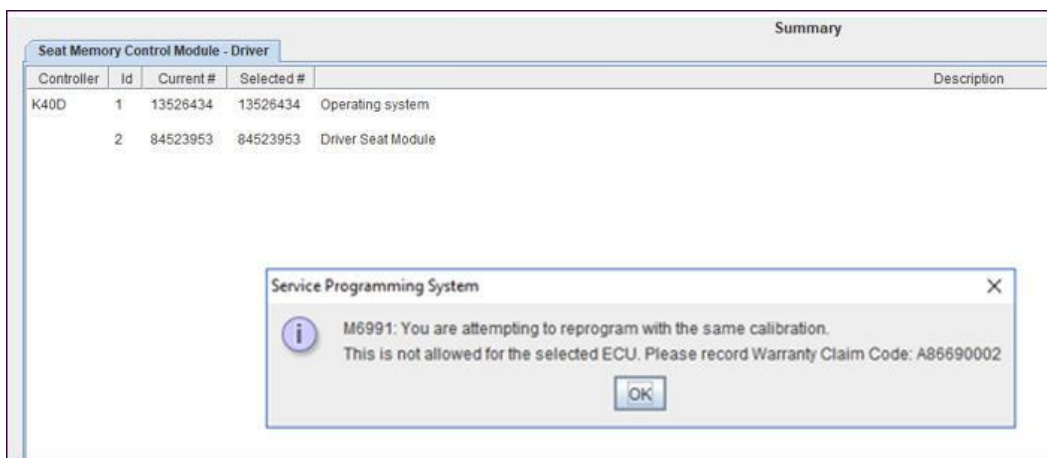 Summary
Seat Memory Control Module - Driver
Controller Id Current # Selected # Description
K40D 1 13526434 13526434 Operating system
2 84523953 84523953 Driver Seat Module
Service Programming System
M6991: You are attempting to reprogram with the same calibration.
This is not allowed for the selected ECU. Please record Warranty Claim Code: A86690002
OK